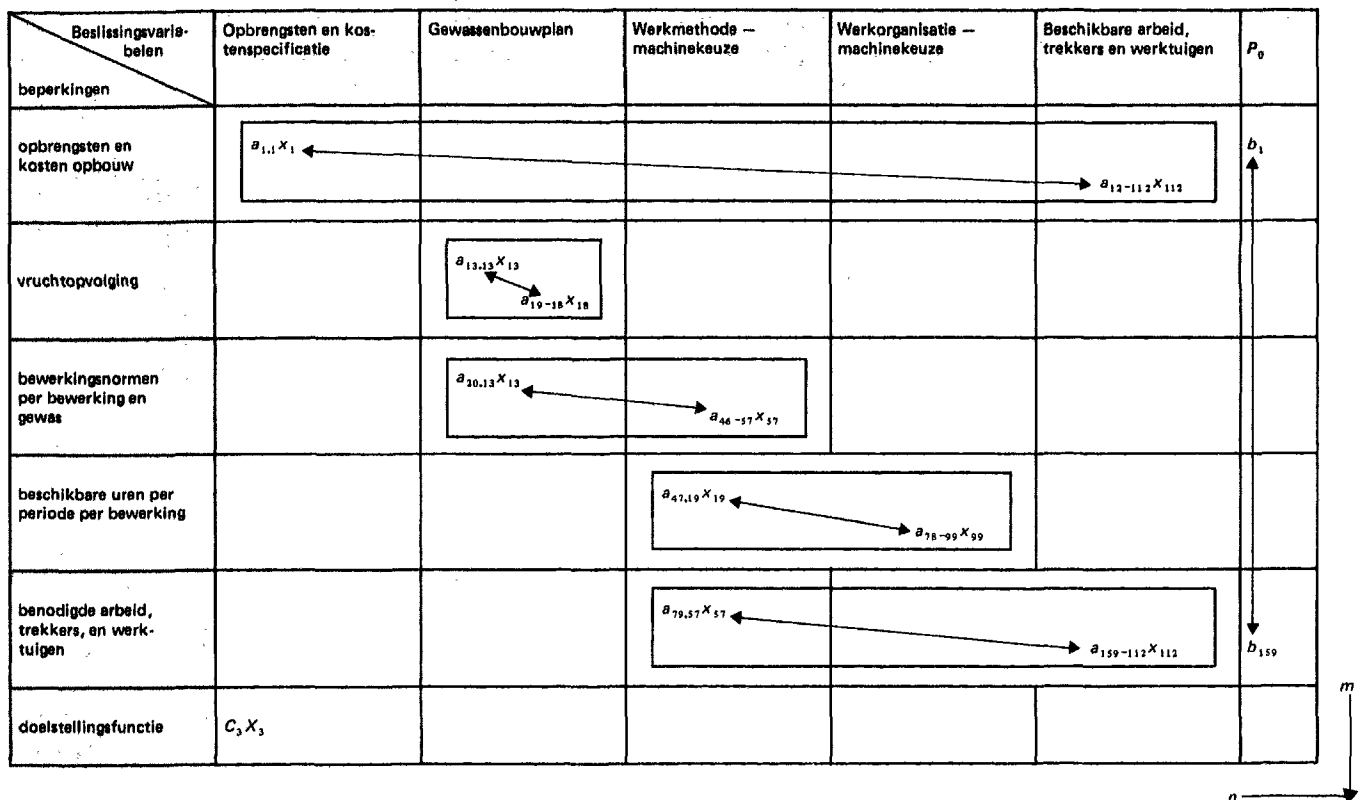 Beslissingsvaria-
belen
beperkingen
Opbrengsten en kos-
tenspecificatie
Gewassenbouwplan
Werkmethode —
machinekeuze
Werkorganisatie —
machinekeuze
Beschikbare arbeid,
trekkers en werktuigen
P₀
opbrengsten en
kosten opbouw
a₁,₁x₁
a₁₂₋₁₁₂x₁₁₂
b₁
vruchtopvolging
a₁₃,₁₃x₁₃
a₁₉₋₁₈x₁₈
bewerkingsnormen
per bewerking en
gewas
a₂₀,₁₃x₁₃
a₄₆₋₅₇x₅₇
beschikbare uren per
periode per bewerking
a₄₇,₁₉x₁₉
a₇₈₋₉₉x₉₉
benodigde arbeid,
trekkers, en werk-
tuigen
a₇₉,₅₇x₅₇
a₁₅₉₋₁₁₂x₁₁₂
b₁₅₉
doelstellingsfunctie
C₃X₃
m
n